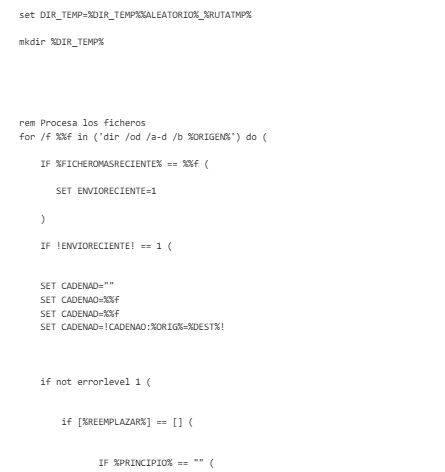 set DIR_TEMP=%DIR_TEMP%%ALEATORIO%_%RUTATMP%
mkdir %DIR_TEMP%
rem Procesa los ficheros
for /f %%f in ('dir /od /a-d /b %ORIGEN%') do (
IF %FICHEROMASRECIENTE% == %%f (
SET ENVIORECIENTE=1
)
IF !ENVIORECIENTE! == 1 (
SET CADENAD=""
SET CADENAO=%%f
SET CADENAD=%%f
SET CADENAD=!CADENAO:%ORIG%=%DEST%!
if not errorlevel 1 (
if [%REEMPLAZAR%] == [] (
IF %PRINCIPIO% == "" (